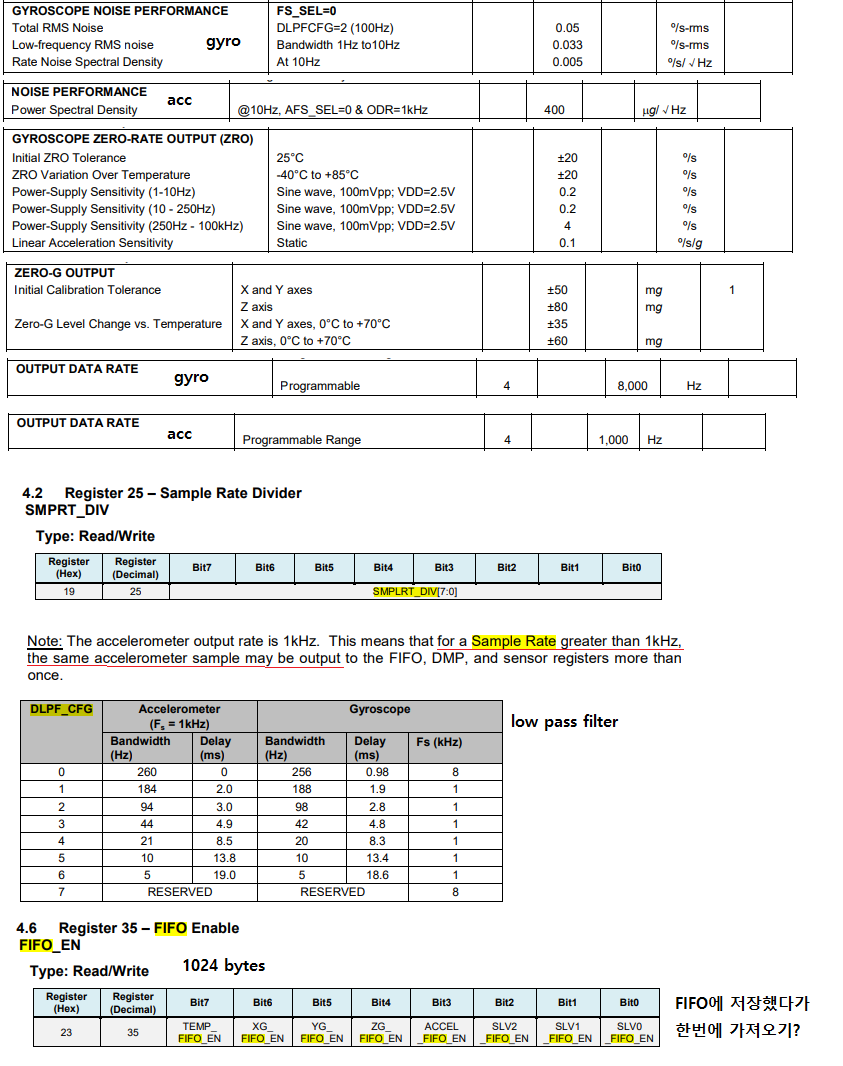 GYROSCOPE NOISE PERFORMANCE FS_SEL=0
Total RMS Noise DLPFCFG=2 (100Hz) 0.05 º/s-rms
Low-frequency RMS noise gyro Bandwidth 1Hz to10Hz 0.033 º/s-rms
Rate Noise Spectral Density At 10Hz 0.005 º/s/ √ Hz
NOISE PERFORMANCE acc
Power Spectral Density @10Hz, AFS_SEL=0 & ODR=1kHz 400 µg/ √ Hz
GYROSCOPE ZERO-RATE OUTPUT (ZRO)
Initial ZRO Tolerance 25°C ±20 º/s
ZRO Variation Over Temperature -40°C to +85°C ±20 º/s
Power-Supply Sensitivity (1-10Hz) Sine wave, 100mVpp; VDD=2.5V 0.2 º/s
Power-Supply Sensitivity (10 - 250Hz) Sine wave, 100mVpp; VDD=2.5V 0.2 º/s
Power-Supply Sensitivity (250Hz - 100kHz) Sine wave, 100mVpp; VDD=2.5V 4 º/s
Linear Acceleration Sensitivity Static 0.1 º/s/g
ZERO-G OUTPUT
Initial Calibration Tolerance X and Y axes ±50 mg 1
Z axis ±80 mg
Zero-G Level Change vs. Temperature X and Y axes, 0°C to +70°C ±35
Z axis, 0°C to +70°C ±60 mg
OUTPUT DATA RATE
gyro Programmable 4 8,000 Hz
OUTPUT DATA RATE
acc Programmable Range 4 1,000 Hz
4.2 Register 25 – Sample Rate Divider
SMPRT_DIV
Type: Read/Write
Register (Hex) Register (Decimal) Bit7 Bit6 Bit5 Bit4 Bit3 Bit2 Bit1 Bit0
19 25 SMPLRT_DIV[7:0]
Note: The accelerometer output rate is 1kHz. This means that for a Sample Rate greater than 1kHz,
the same accelerometer sample may be output to the FIFO, DMP, and sensor registers more than
once.
DLPF_CFG Accelerometer (Fs = 1kHz) Gyroscope
low pass filter
Bandwidth (Hz) Delay (ms) Bandwidth (Hz) Delay (ms) Fs (kHz)
0 260 0 256 0.98 8
1 184 2.0 188 1.9 1
2 94 3.0 98 2.8 1
3 44 4.9 42 4.8 1
4 21 8.5 20 8.3 1
5 10 13.8 10 13.4 1
6 5 19.0 5 18.6 1
7 RESERVED RESERVED 8
4.6 Register 35 – FIFO Enable
FIFO_EN
Type: Read/Write 1024 bytes
Register (Hex) Register (Decimal) Bit7 Bit6 Bit5 Bit4 Bit3 Bit2 Bit1 Bit0
23 35 TEMP_FIFO_EN XG_FIFO_EN YG_FIFO_EN ZG_FIFO_EN ACCEL_FIFO_EN SLV2_FIFO_EN SLV1_FIFO_EN SLV0_FIFO_EN
FIFO에 저장했다가
한번에 가져오기?